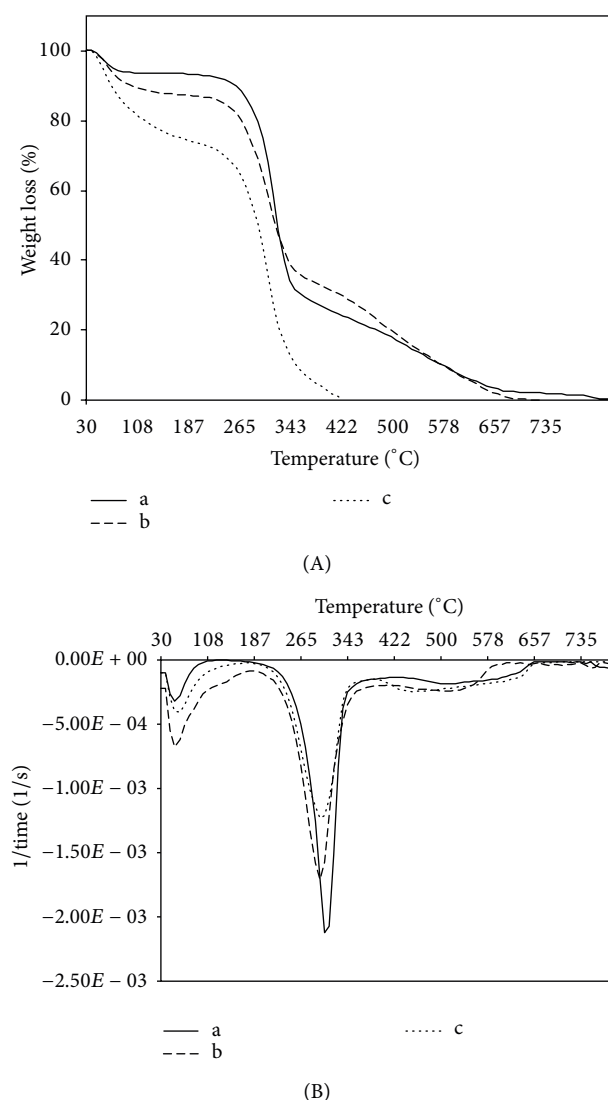 100
80
60
40
20
0
Weight loss (%)
30 108 187 265 343 422 500 578 657 735
Temperature (°C)
a c
b
(A)
Temperature (°C)
30 108 187 265 343 422 500 578 657 735
0.00E + 00
−5.00E − 04
−1.00E − 03
−1.50E − 03
−2.00E − 03
−2.50E − 03
1/time (1/s)
a c
b
(B)